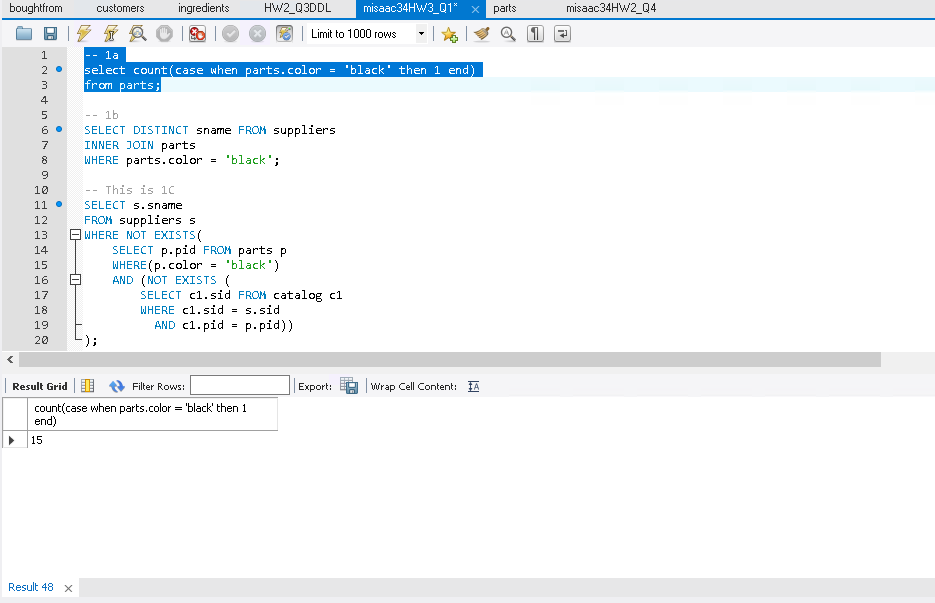 boughtfrom customers ingredients HW2_Q3DDL misaac34HW3_Q1* × parts misaac34HW2_Q4
Limit to 1000 rows
1 -- 1a
2 select count(case when parts.color = 'black' then 1 end)
3 from parts;
4
5 -- 1b
6 SELECT DISTINCT sname FROM suppliers
7 INNER JOIN parts
8 WHERE parts.color = 'black';
9
10 -- This is 1C
11 SELECT s.sname
12 FROM suppliers s
13 WHERE NOT EXISTS(
14 SELECT p.pid FROM parts p
15 WHERE(p.color = 'black')
16 AND (NOT EXISTS (
17 SELECT c1.sid FROM catalog c1
18 WHERE c1.sid = s.sid
19 AND c1.pid = p.pid))
20 );
Result Grid Filter Rows: Export: Wrap Cell Content:
count(case when parts.color = 'black' then 1
end)
15
Result 48 ×